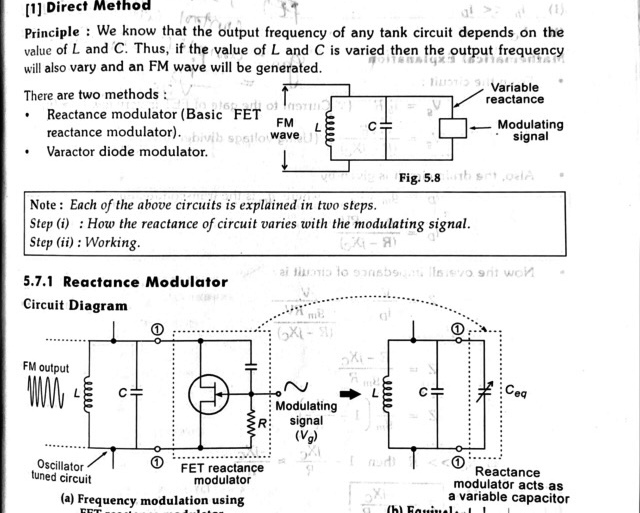 [1] Direct Method
Principle : We know that the output frequency of any tank circuit depends on the
value of L and C. Thus, if the value of L and C is varied then the output frequency
will also vary and an FM wave will be generated.
There are two methods :
• Reactance modulator (Basic FET
reactance modulator).
• Varactor diode modulator.
FM
wave
L
C
Variable
reactance
Modulating
signal
Fig. 5.8
Note : Each of the above circuits is explained in two steps.
Step (i) : How the reactance of circuit varies with the modulating signal.
Step (ii) : Working.
5.7.1 Reactance Modulator
Circuit Diagram
FM output
L
C
1
1
R
Modulating
signal
(Vg)
Oscillator
tuned circuit
FET reactance
modulator
(a) Frequency modulation using
L
C
1
1
Ceq
Reactance
modulator acts as
a variable capacitor